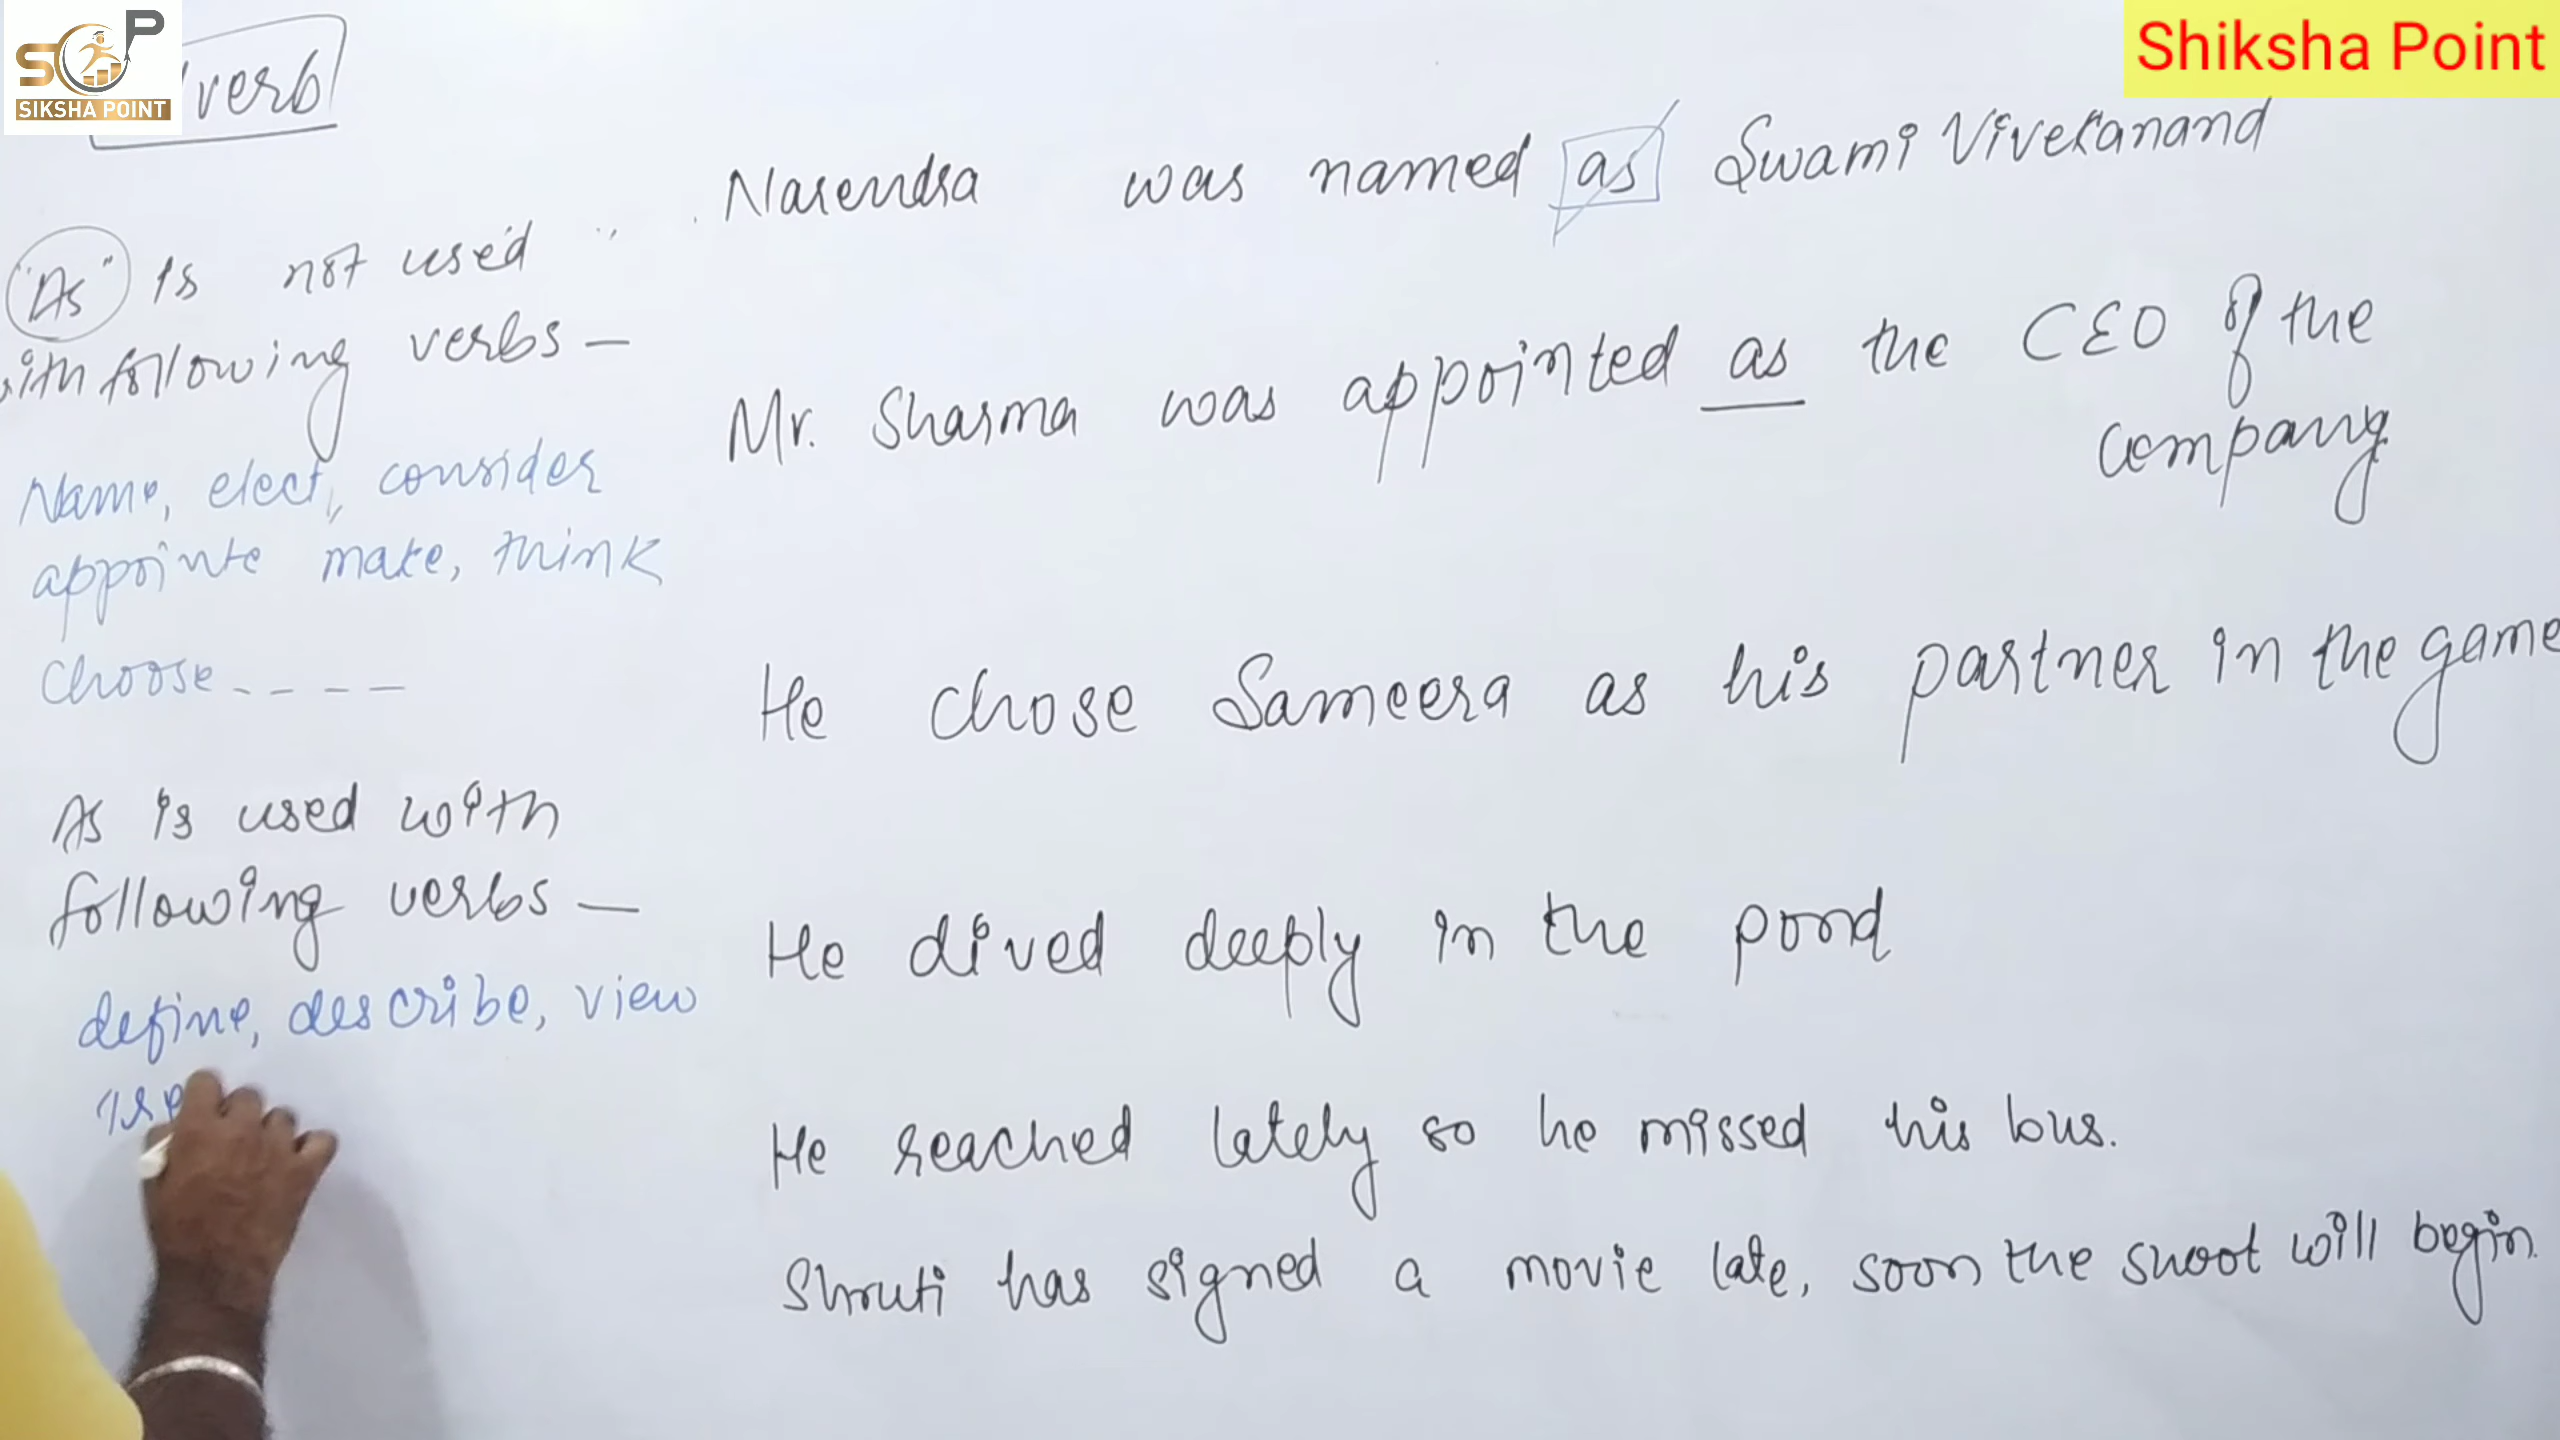 SOP
SIKSHA POINT
Shiksha Point
verb
"As" is not used
with following verbs —
Name, elect, consider
appointe make, think
Choose - - - -
As is used with
following verbs —
define, describe, view
Narendra was named as Swami Vivekanand
Mr. Sharma was appointed as the CEO of the
Company
He chose Sameera as his partner in the game
He dived deeply in the pond
He reached lately so he missed his bus.
Shruti has signed a movie late, soon the shoot will begin.